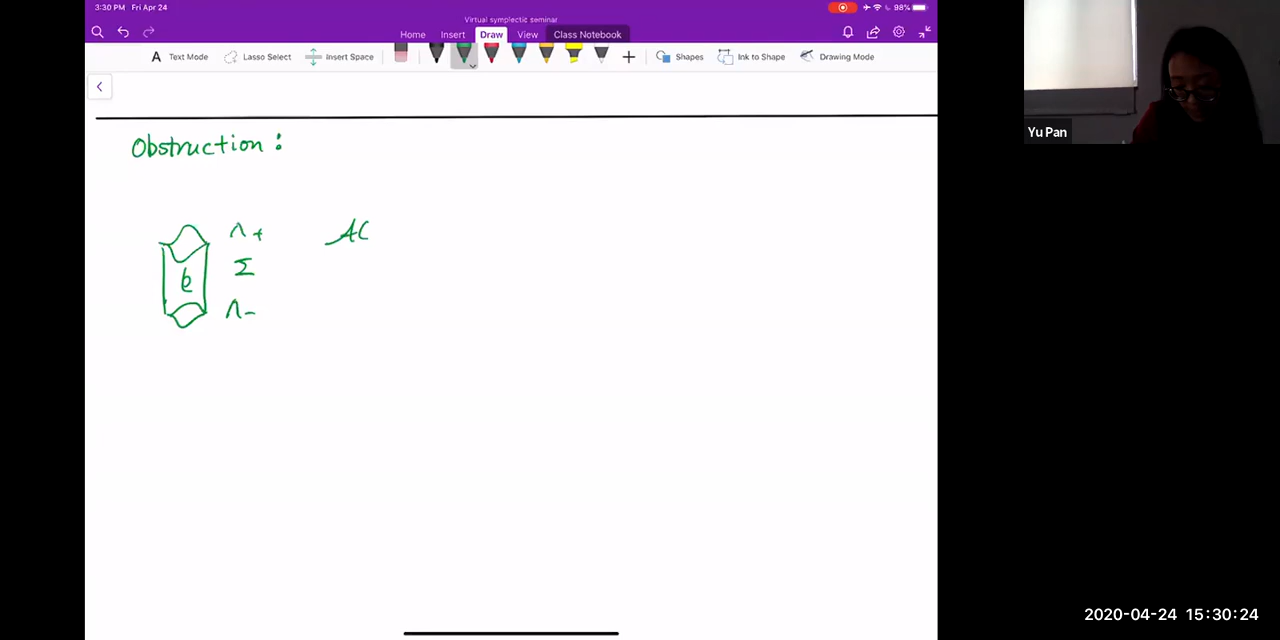 3:30 PM Fri Apr 24
98%
Virtual symplectic seminar
Home Insert Draw View Class Notebook
Text Mode Lasso Select Insert Space Shapes Ink to Shape Drawing Mode
Obstruction :
Λ+
Σ
Λ-
Yu Pan
2020-04-24 15:30:24